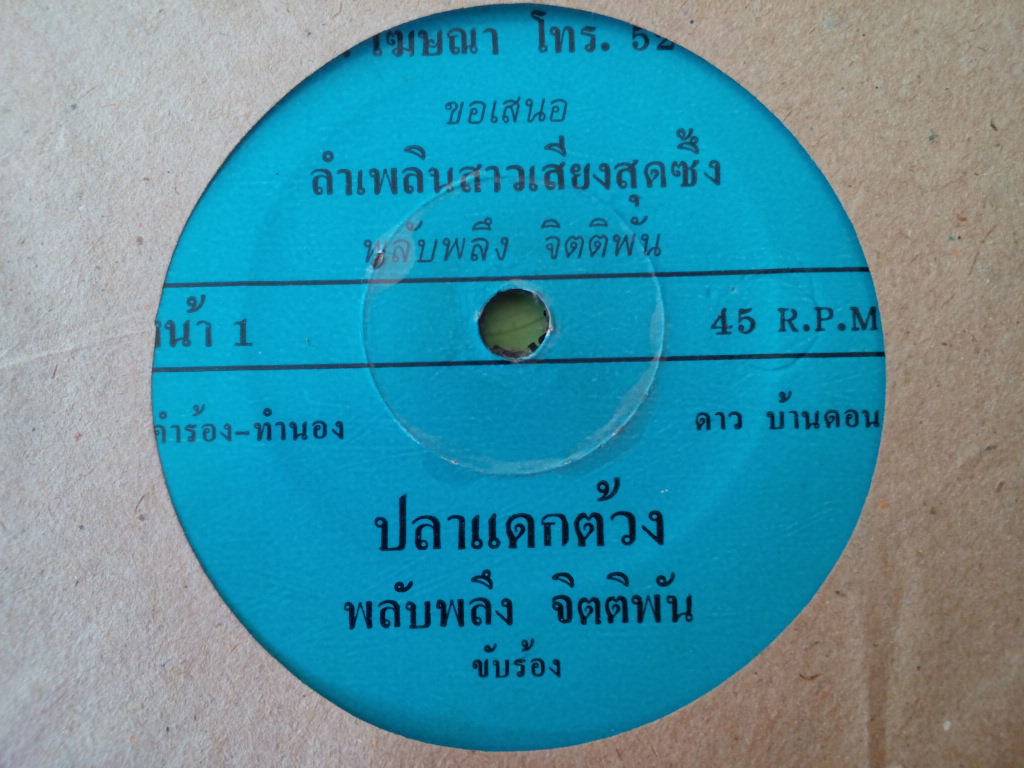 โฆษณา โทร. 52
ขอเสนอ
ลำเพลินสาวเสียงสุดซึ้ง
พลับพลึง จิตติพัน
หน้า 1 45 R.P.M
คำร้อง-ทำนอง ดาว บ้านดอน
ปลาแดกต้วง
พลับพลึง จิตติพัน
ขับร้อง